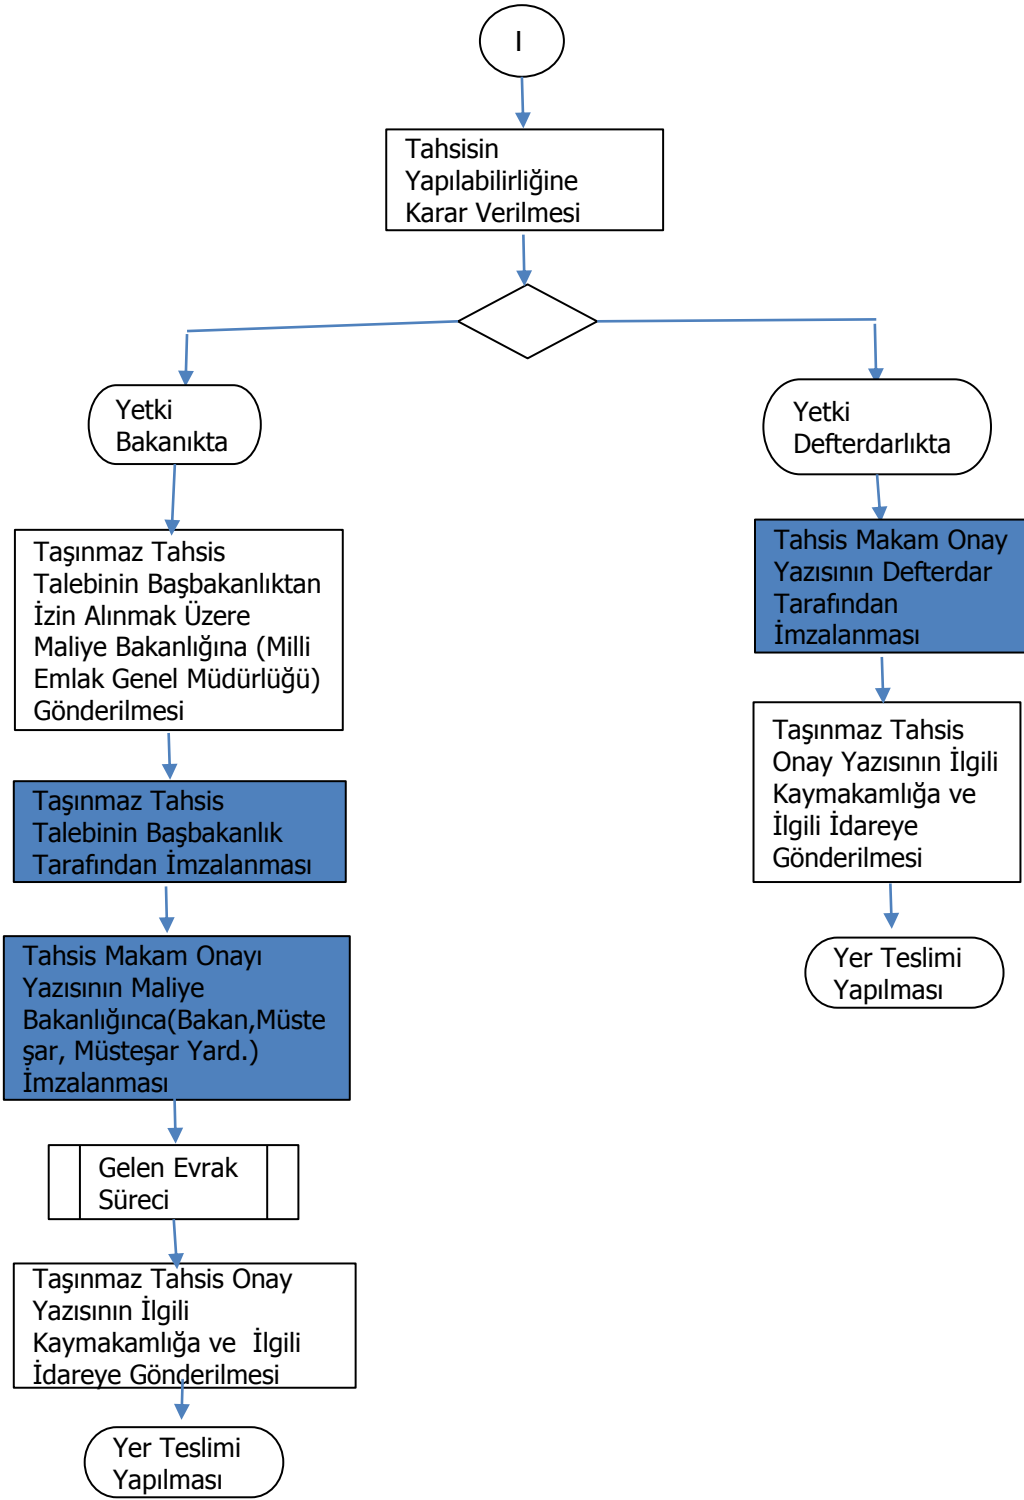 I
Tahsisin
Yapılabilirliğine
Karar Verilmesi
Yetki
Bakanıkta
Taşınmaz Tahsis
Talebinin Başbakanlıktan
İzin Alınmak Üzere
Maliye Bakanlığına (Milli
Emlak Genel Müdürlüğü)
Gönderilmesi
Taşınmaz Tahsis
Talebinin Başbakanlık
Tarafından İmzalanması
Tahsis Makam Onayı
Yazısının Maliye
Bakanlığınca(Bakan,Müste
şar, Müsteşar Yard.)
İmzalanması
Gelen Evrak
Süreci
Taşınmaz Tahsis Onay
Yazısının İlgili
Kaymakamlığa ve İlgili
İdareye Gönderilmesi
Yer Teslimi
Yapılması
Yetki
Defterdarlıkta
Tahsis Makam Onay
Yazısının Defterdar
Tarafından
İmzalanması
Taşınmaz Tahsis
Onay Yazısının İlgili
Kaymakamlığa ve
İlgili İdareye
Gönderilmesi
Yer Teslimi
Yapılması